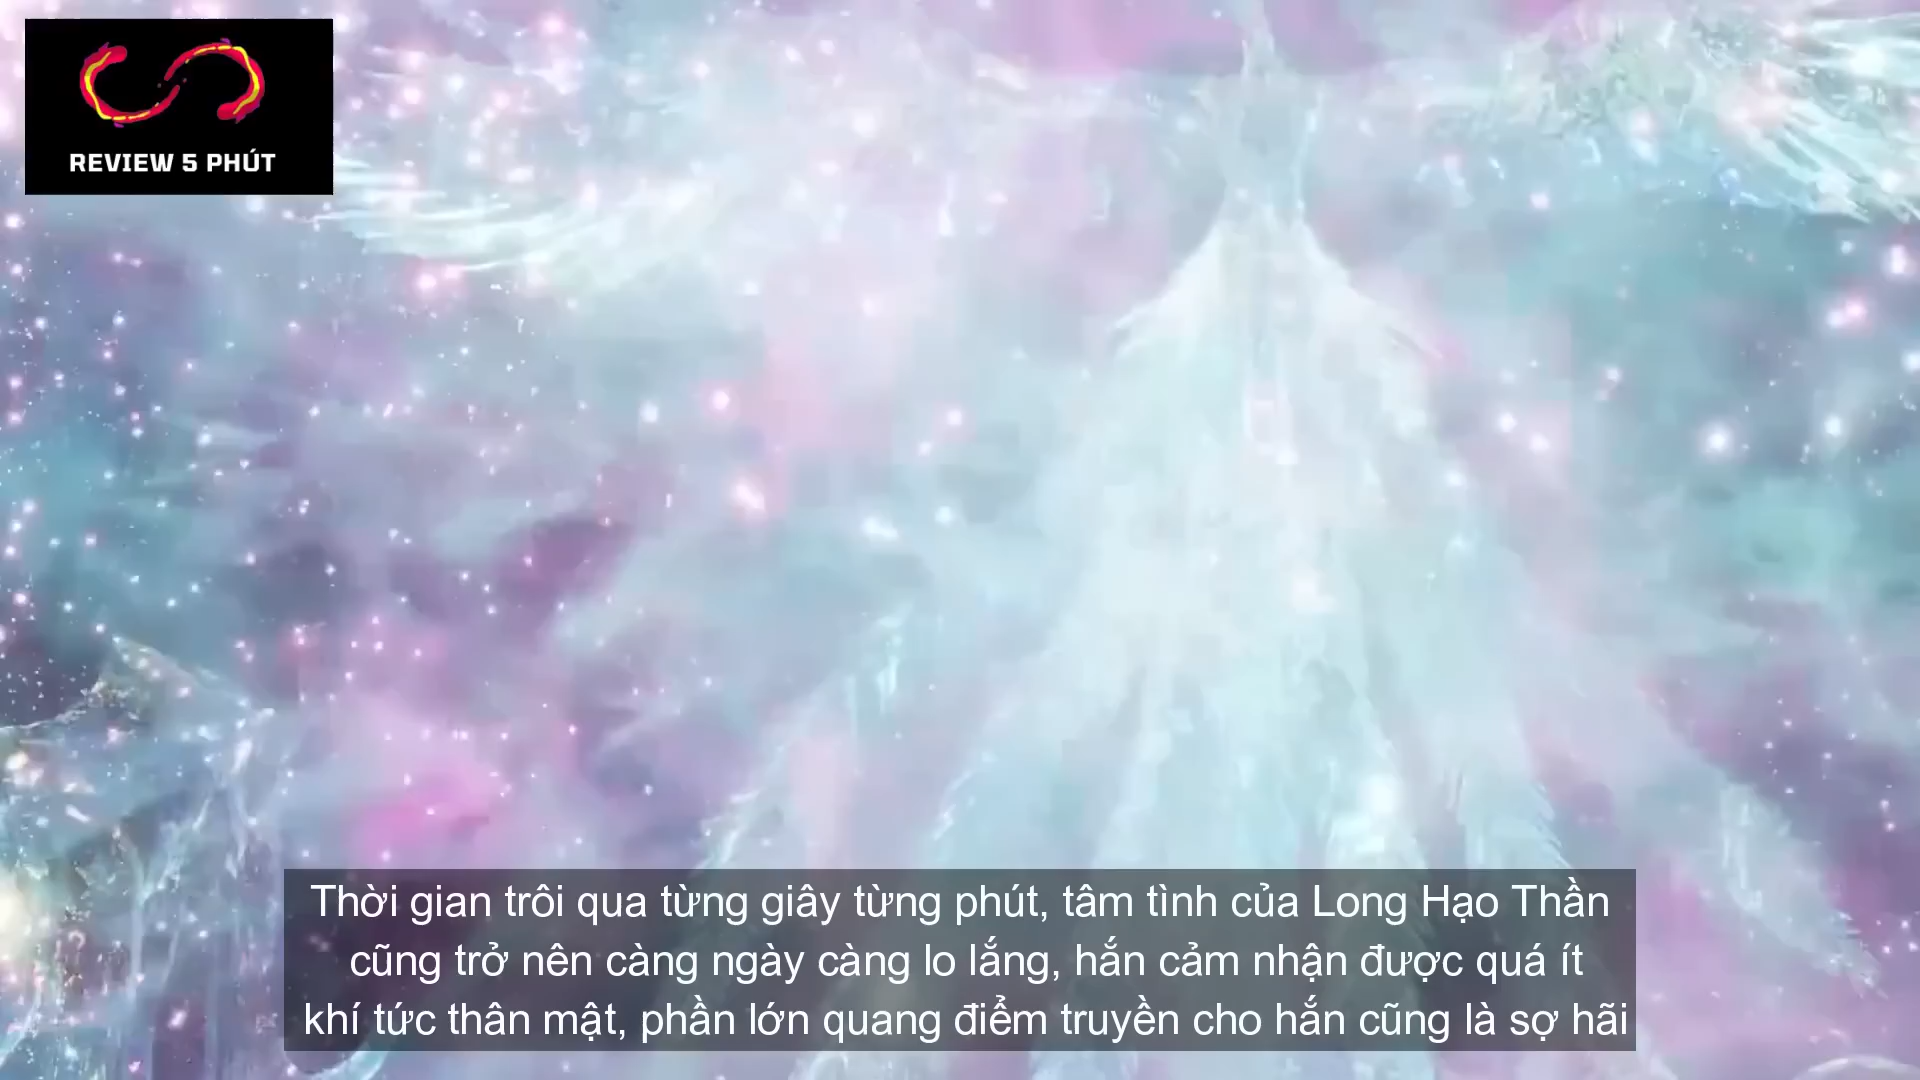 REVIEW 5 PHÚT
Thời gian trôi qua từng giây từng phút, tâm tình của Long Hạo Thần
cũng trở nên càng ngày càng lo lắng, hắn cảm nhận được quá ít
khí tức thân mật, phần lớn quang điểm truyền cho hắn cũng là sợ hãi